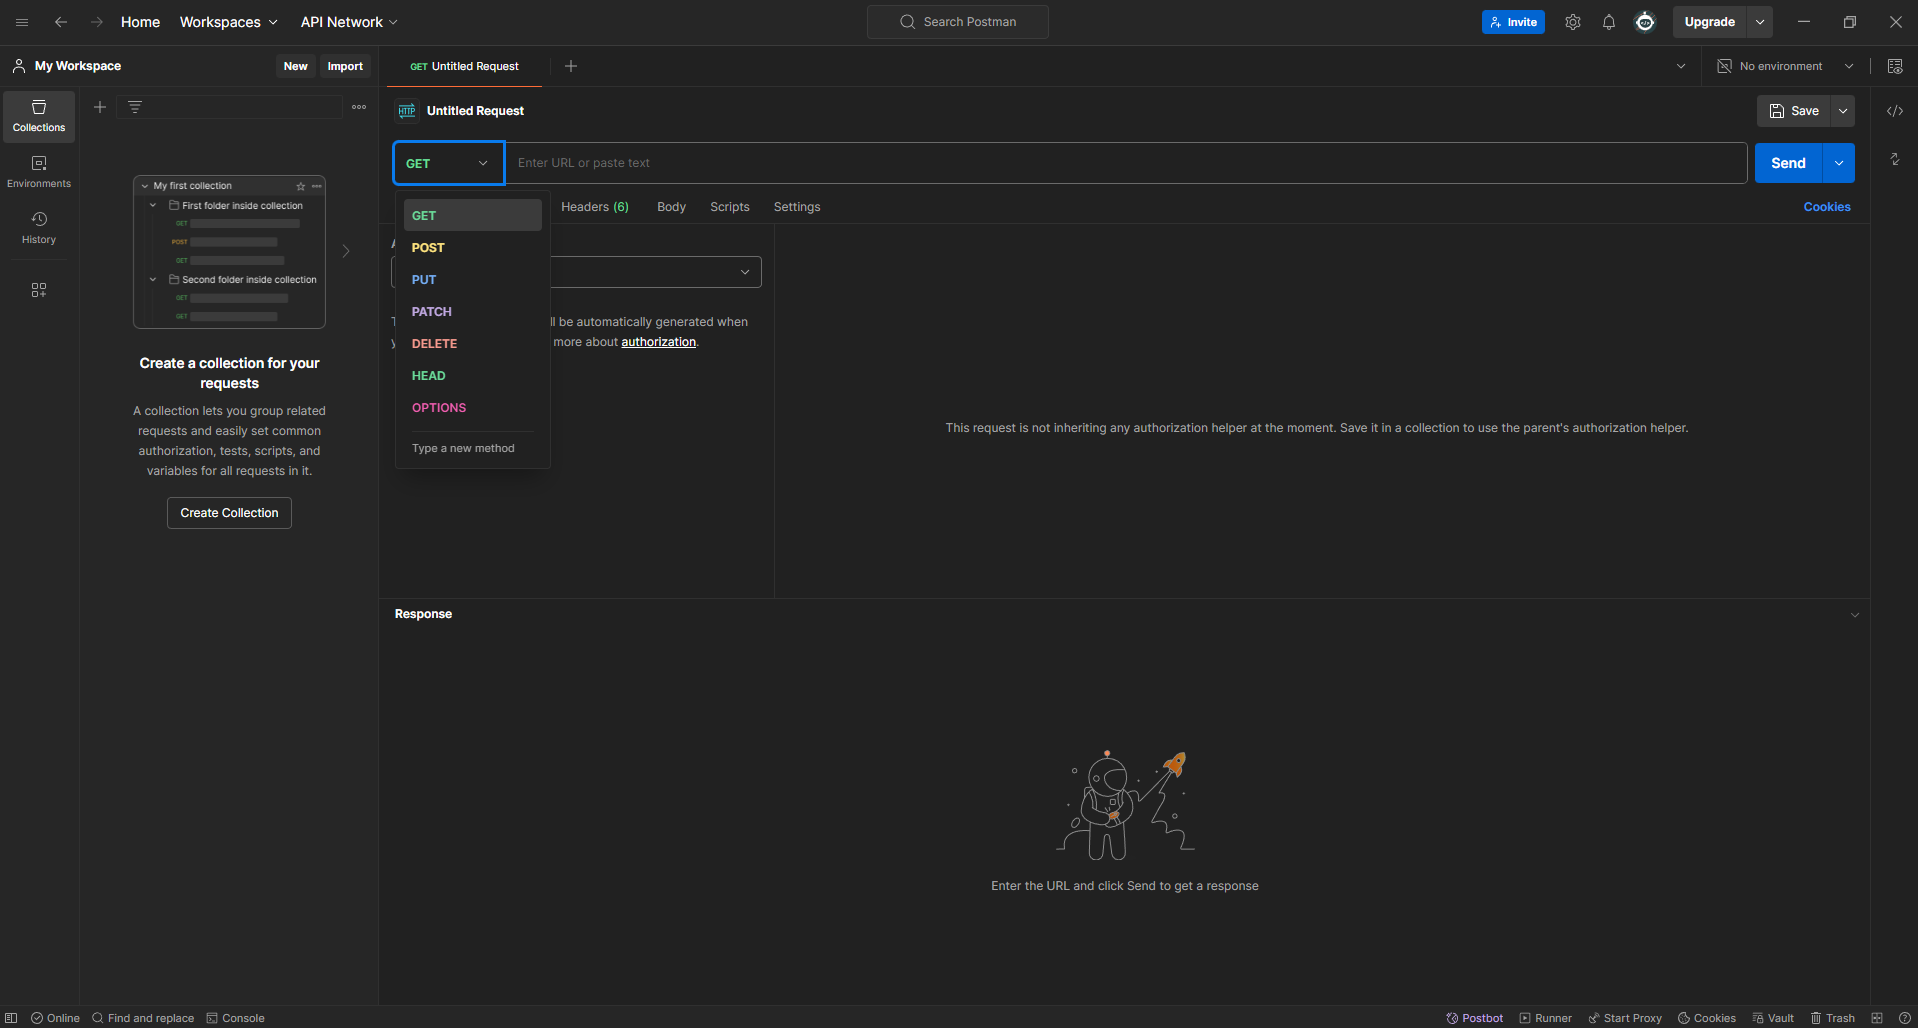 Home Workspaces API Network Search Postman Invite Upgrade
My Workspace New Import GET Untitled Request No environment
HTTP Untitled Request Save
Collections
Environments
History
My first collection
First folder inside collection
GET
POST
GET
Second folder inside collection
GET
GET
Create a collection for your
requests
A collection lets you group related
requests and easily set common
authorization, tests, scripts, and
variables for all requests in it.
Create Collection
GET Enter URL or paste text Send
Headers (6) Body Scripts Settings Cookies
GET
POST
PUT
PATCH
DELETE
HEAD
OPTIONS
Type a new method
be automatically generated when
more about authorization.
This request is not inheriting any authorization helper at the moment. Save it in a collection to use the parent's authorization helper.
Response
Enter the URL and click Send to get a response
Online Find and replace Console Postbot Runner Start Proxy Cookies Vault Trash